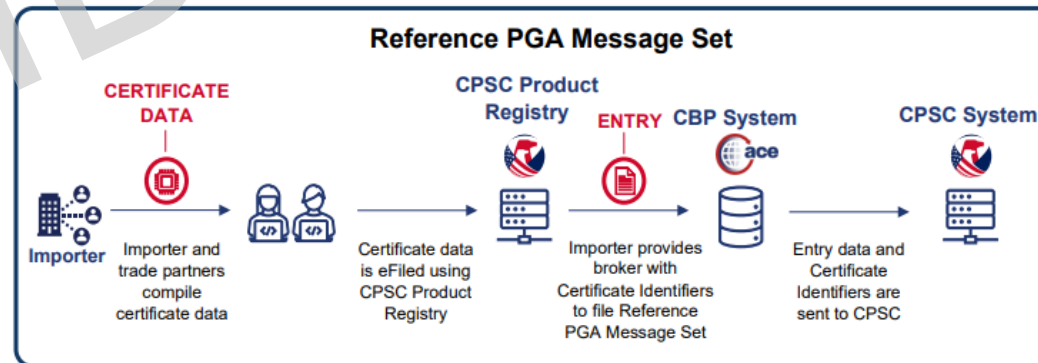 Reference PGA Message Set
CERTIFICATE
DATA
CPSC Product
Registry
ENTRY
CBP System
ace
CPSC System
Importer
Importer and
trade partners
compile
certificate data
Certificate data
is eFiled using
CPSC Product
Registry
Importer provides
broker with
Certificate Identifiers
to file Reference
PGA Message Set
Entry data and
Certificate
Identifiers are
sent to CPSC